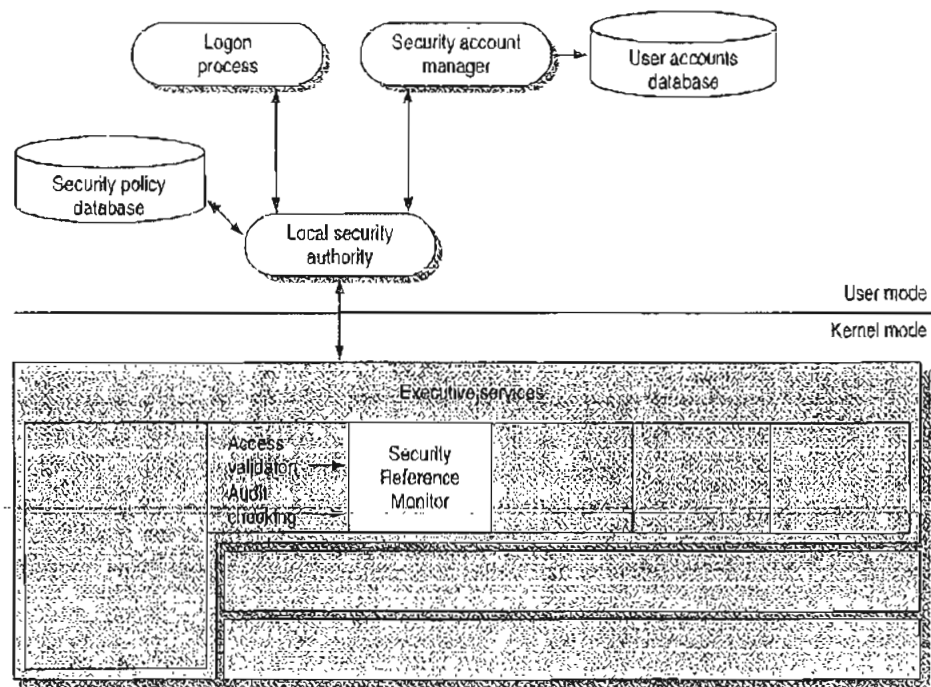 Logon
process
Security account
manager
User accounts
database
Security policy
database
Local security
authority
User mode
Kernel mode
Executive services
Access
validation
Audit
checking
Security
Reference
Monitor